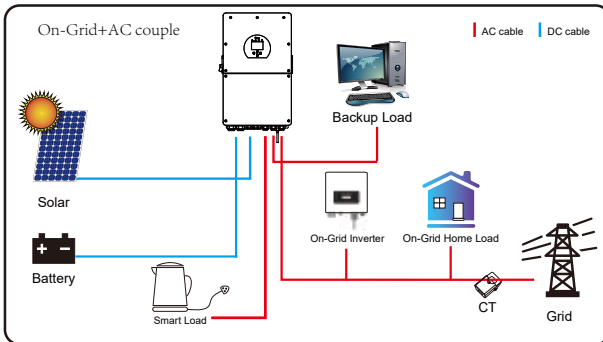 On-Grid+AC couple
AC cable
DC cable
Backup Load
Solar
On-Grid Inverter
On-Grid Home Load
Battery
CT
Grid
Smart Load